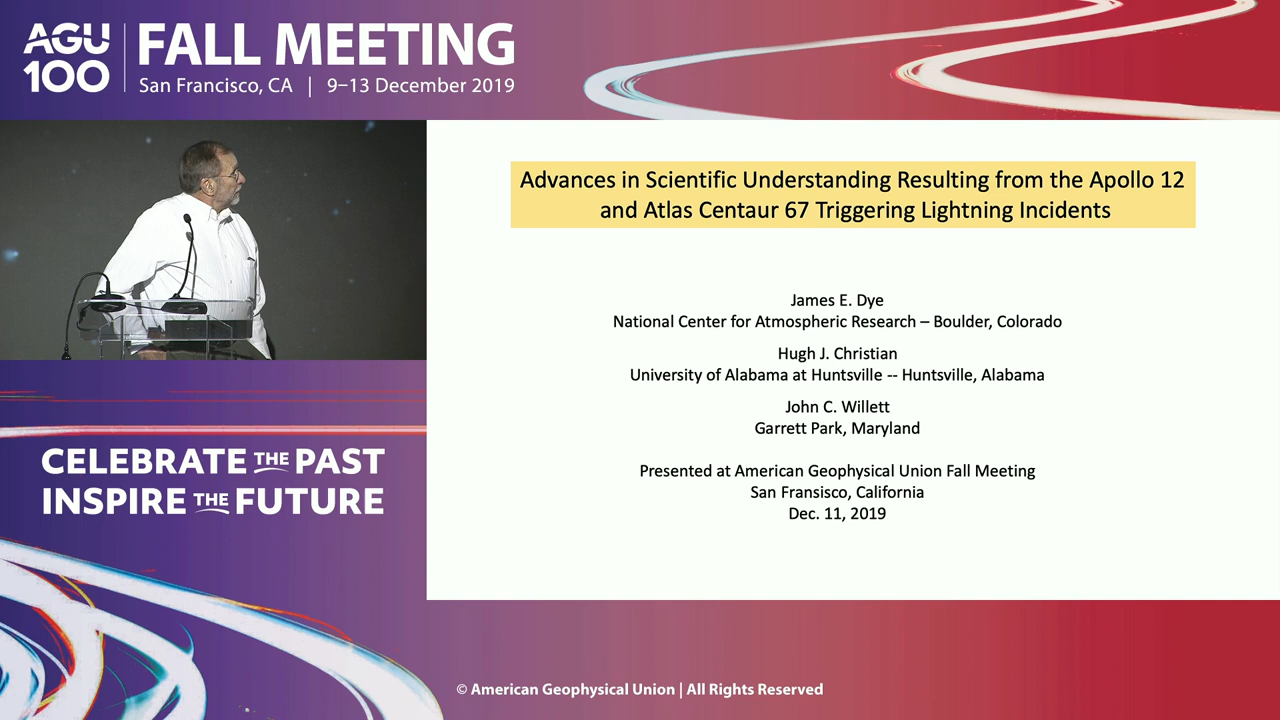 AGU
100
FALL MEETING
San Francisco, CA | 9–13 December 2019
Advances in Scientific Understanding Resulting from the Apollo 12
and Atlas Centaur 67 Triggering Lightning Incidents
James E. Dye
National Center for Atmospheric Research – Boulder, Colorado
Hugh J. Christian
University of Alabama at Huntsville -- Huntsville, Alabama
John C. Willett
Garrett Park, Maryland
Presented at American Geophysical Union Fall Meeting
San Fransisco, California
Dec. 11, 2019
CELEBRATE THE PAST
INSPIRE THE FUTURE
© American Geophysical Union | All Rights Reserved